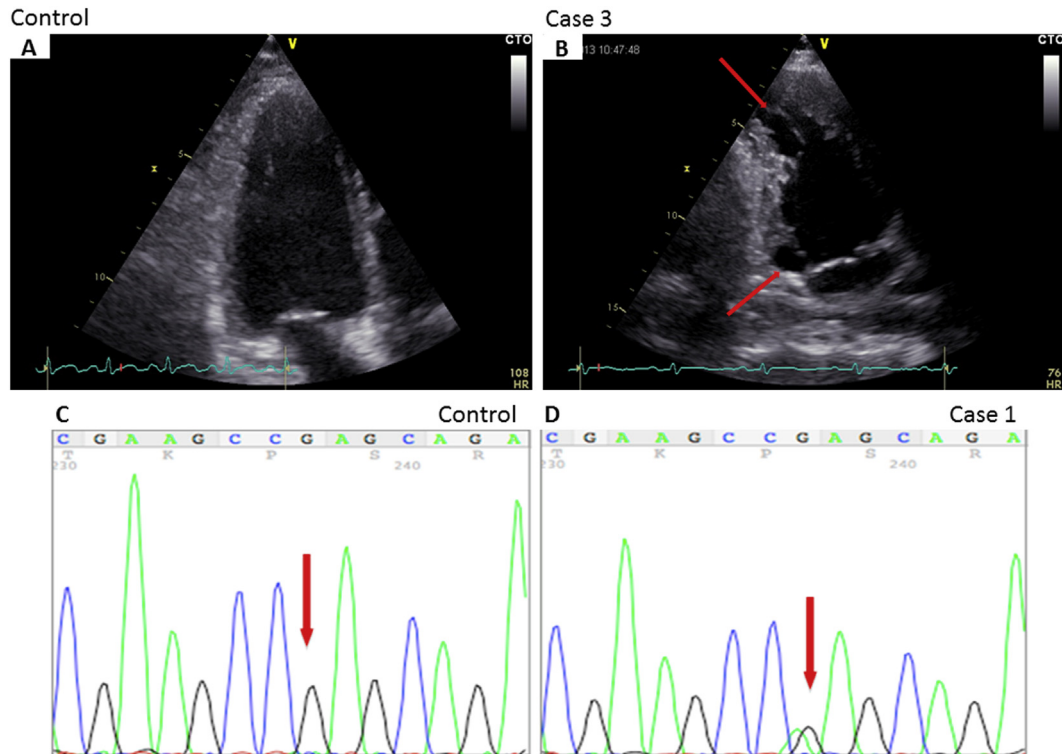 Control
Case 3
A
V
CTO
5
10
108
HR
B
013 10:47:48
V
CTO
5
10
15
76
HR
C
Control
C G A A G C C G A G C A G A
T K P S R
230
240
D
Case 1
C G A A G C C G A G C A G A
T K P S R
230
240